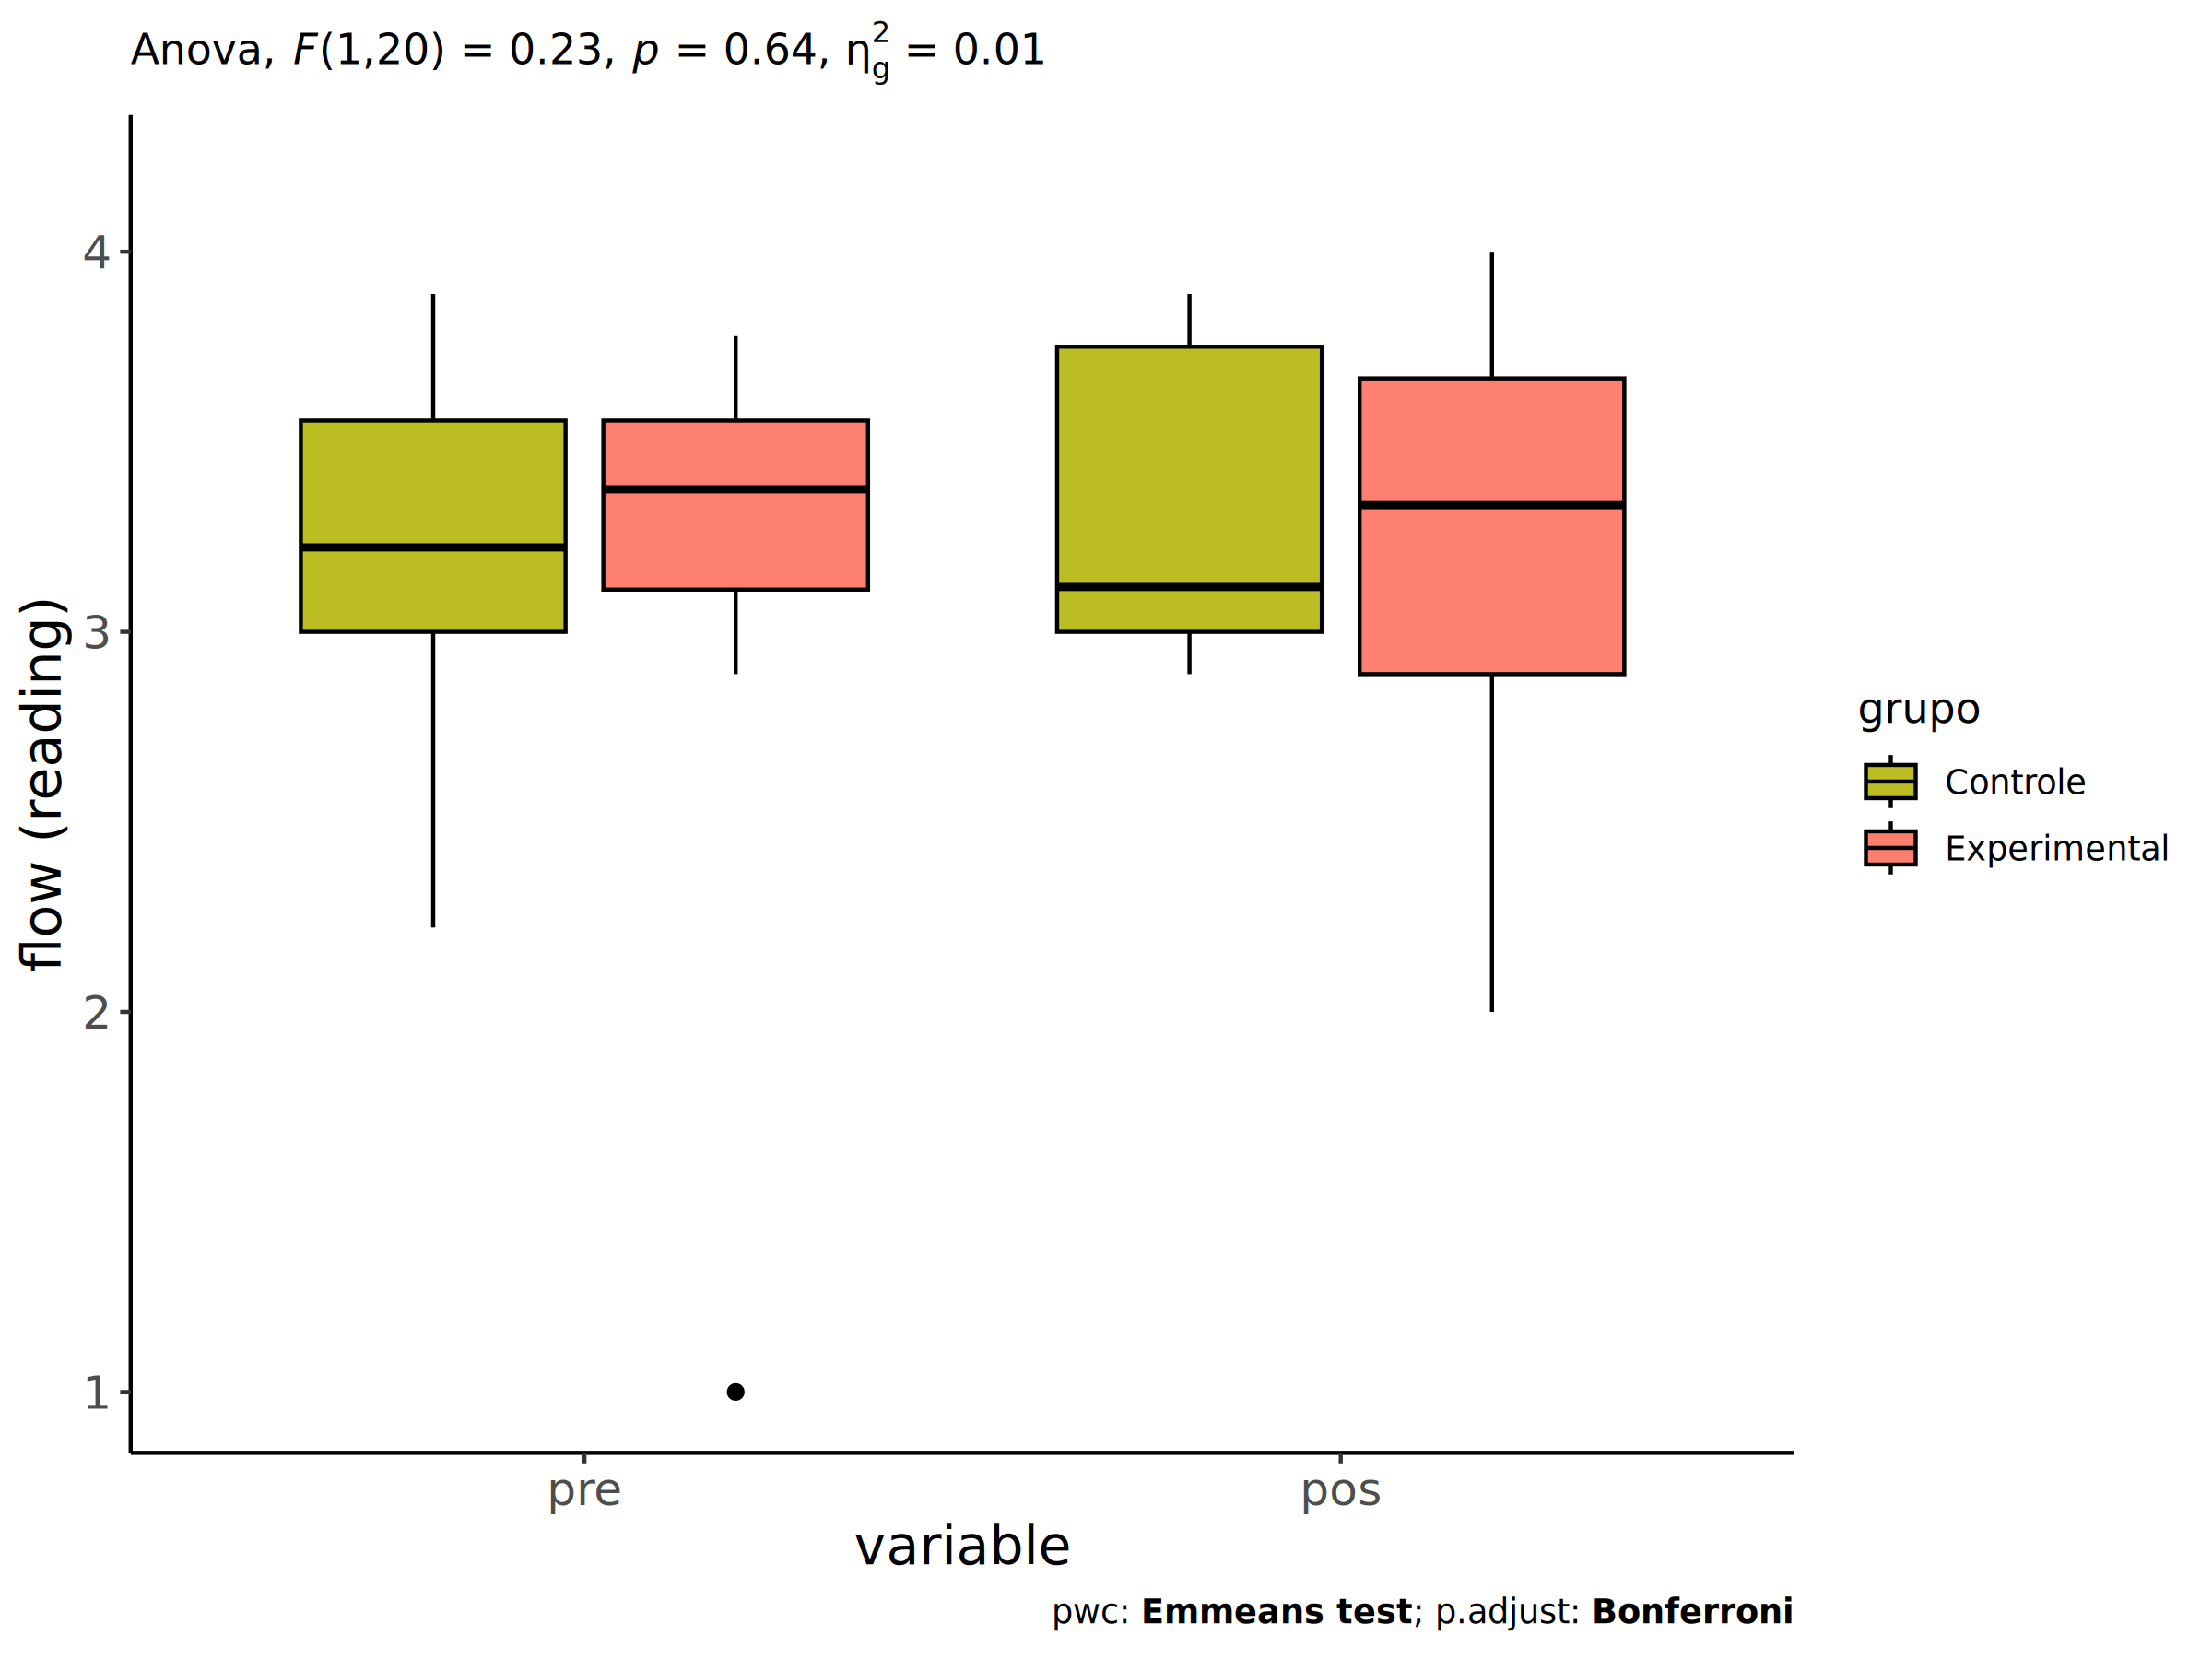 Anova, F(1,20) = 0.23, p = 0.64, η²g = 0.01
flow (reading)
4
3
2
1
pre
pos
variable
grupo
Controle
Experimental
pwc: Emmeans test; p.adjust: Bonferroni